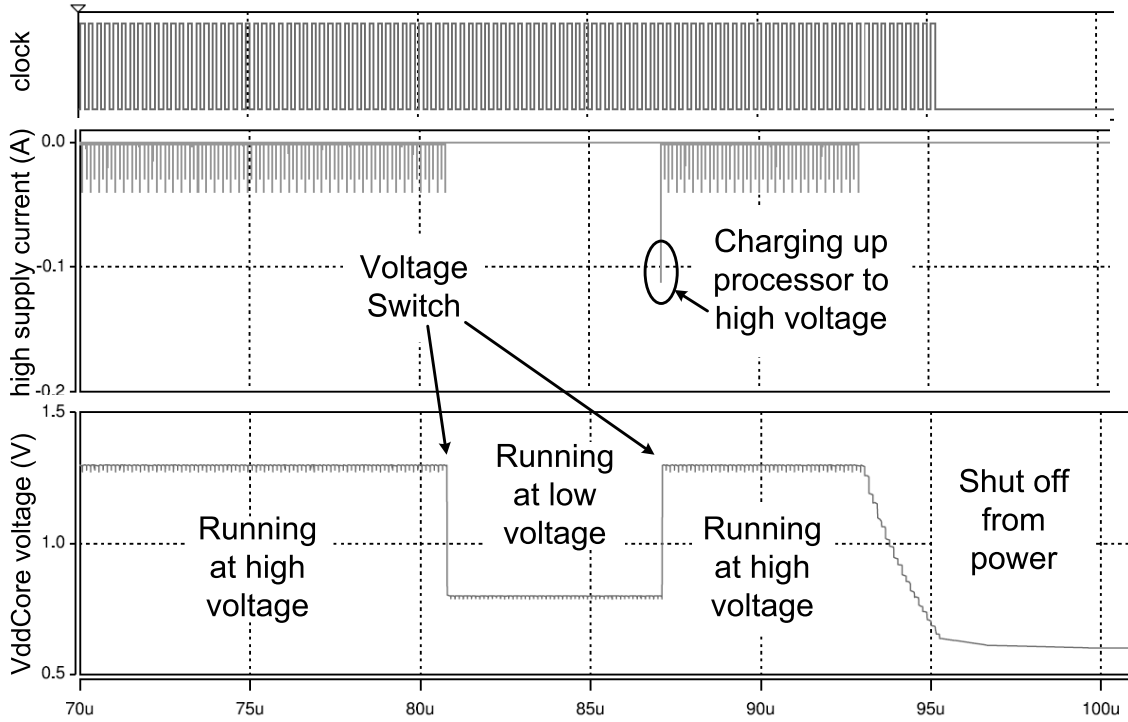 clock
high supply current (A)
0.0
-0.1
-0.2
Voltage
Switch
Charging up
processor to
high voltage
VddCore voltage (V)
1.5
1.0
0.5
Running
at high
voltage
Running
at low
voltage
Running
at high
voltage
Shut off
from
power
70u
75u
80u
85u
90u
95u
100u